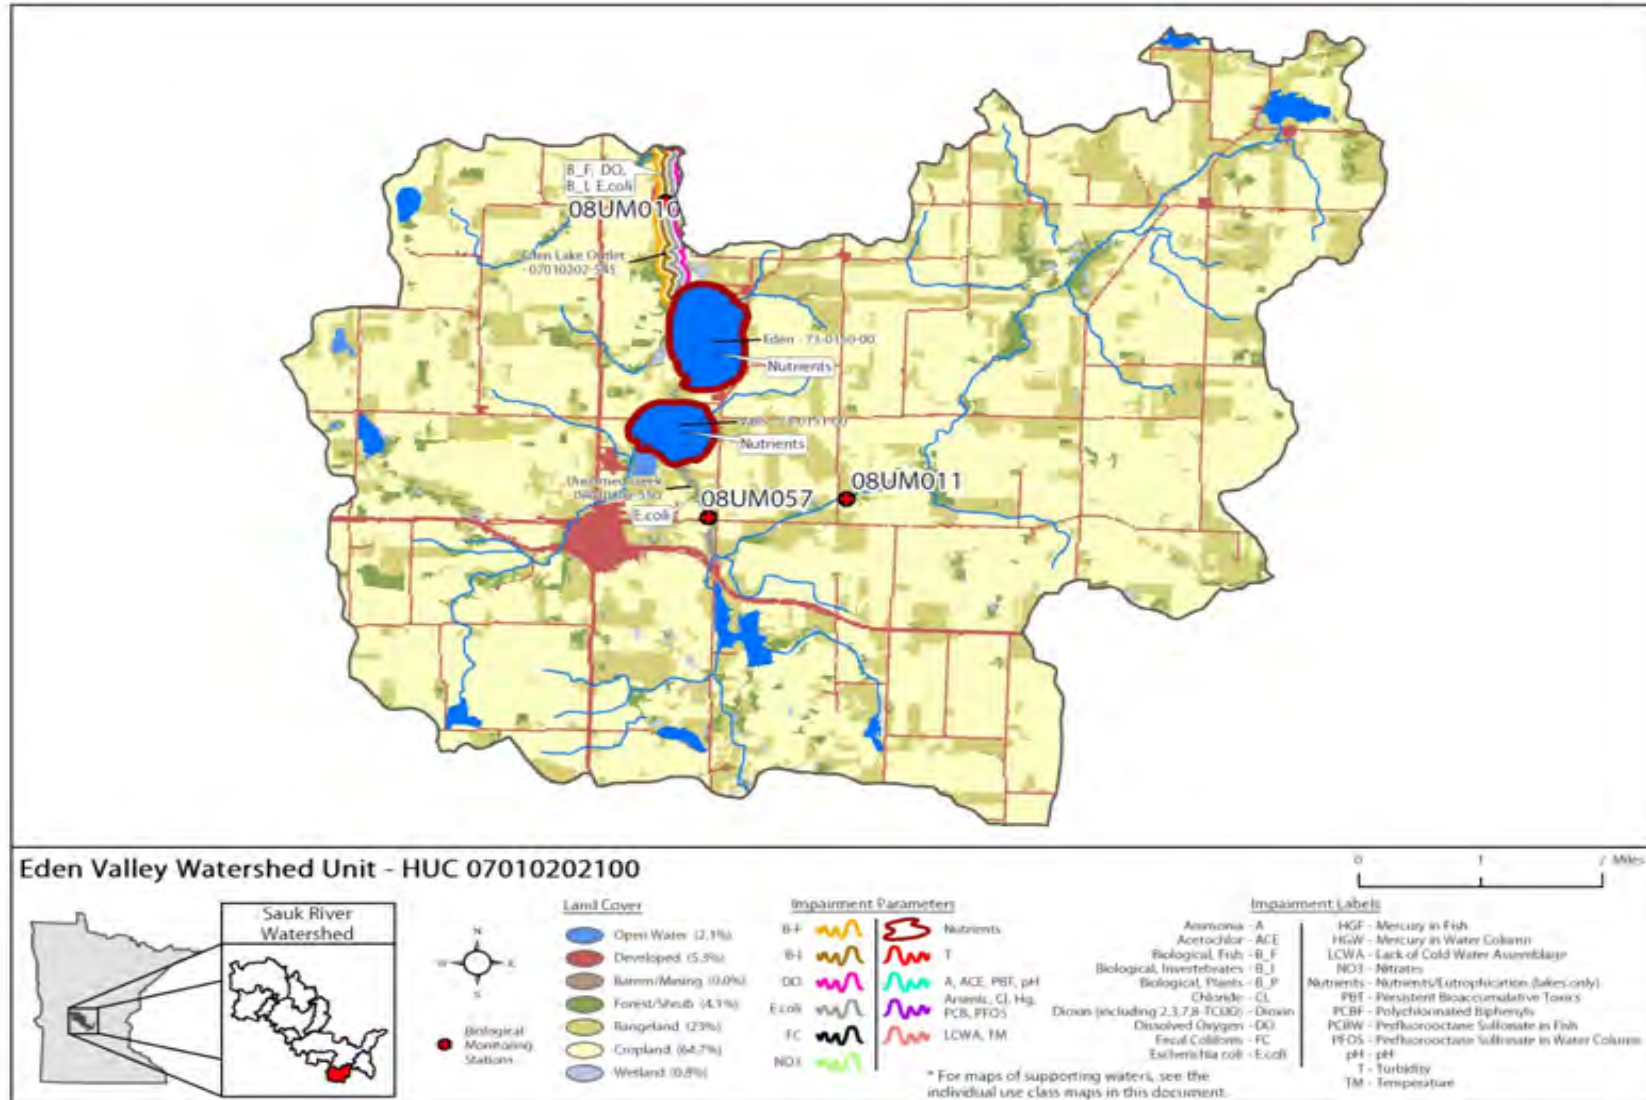 B_F, DO,
B_I, E.coli
08UM010
Eden Lake Outlet
- 07010202-545
Eden - 73-0150-00
Nutrients
Nutrients
08UM011
08UM057
E.coli
Eden Valley Watershed Unit - HUC 07010202100
0 1 Miles
Sauk River
Watershed
N
W E
S
Biological
Monitoring
Stations
Land Cover
Open Water (2.1%)
Developed (5.3%)
Barren/Mining (0.0%)
Forest/Shrub (4.1%)
Rangeland (23%)
Cropland (64.7%)
Wetland (0.8%)
Impairment Parameters
B-F
B-I
DO
E.coli
FC
NO3
Nutrients
T
A, ACE, PBT, pH
Arsenic, Cl, Hg,
PCB, PFOS
LCWA, TM
* For maps of supporting waters, see the
individual use class maps in this document.
Impairment Labels
Ammonia - A
Acetochlor - ACE
Biological, Fish - B_F
Biological, Invertebrates - B_I
Biological, Plants - B_P
Chloride - CL
Dioxin (including 2,3,7,8-TCDD) - Dioxin
Dissolved Oxygen - DO
Fecal Coliforms - FC
Escherichia coli - E.coli
HGF - Mercury in Fish
HGW - Mercury in Water Column
LCWA - Lack of Cold Water Assemblage
NO3 - Nitrates
Nutrients - Nutrients/Eutrophication (lakes only)
PBT - Persistent Bioaccumulative Toxics
PCBF - Polychlorinated Biphenyls
PCBW - Perfluorooctane Sulfonate in Fish
PFOS - Perfluorooctane Sulfonate in Water Column
pH - pH
T - Turbidity
TM - Temperature